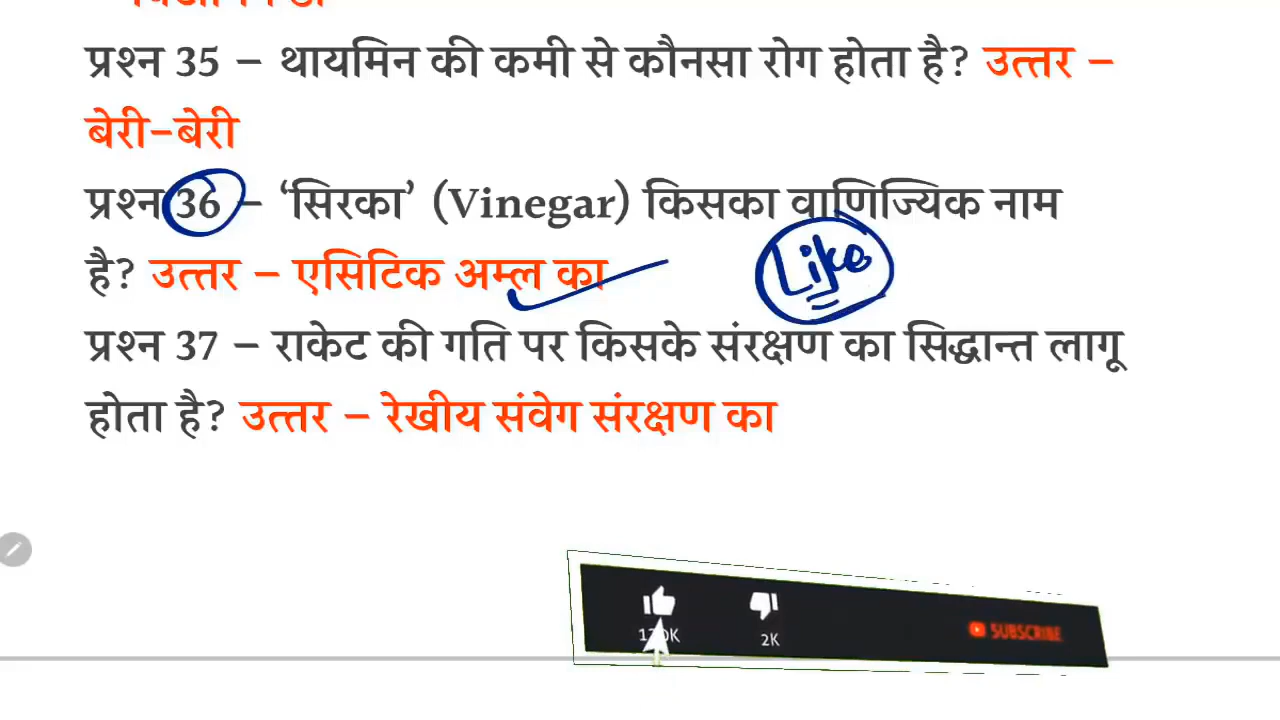 प्रश्न 35 – थायमिन की कमी से कौनसा रोग होता है? उत्तर –
बेरी-बेरी
प्रश्न 36 – ‘सिरका’ (Vinegar) किसका वाणिज्यिक नाम
है? उत्तर – एसिटिक अम्ल का
Like
प्रश्न 37 – राकेट की गति पर किसके संरक्षण का सिद्धान्त लागू
होता है? उत्तर – रेखीय संवेग संरक्षण का
2K
SUBSCRIBE